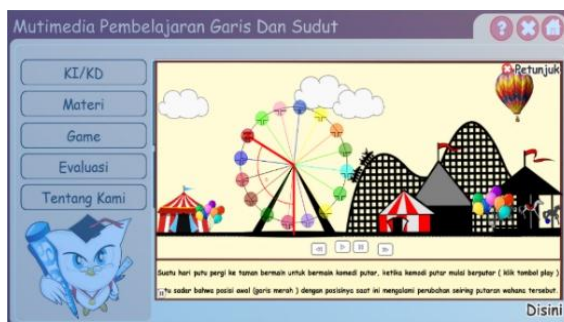 Mutimedia Pembelajaran Garis Dan Sudut
KI/KD
Materi
Game
Evaluasi
Tentang Kami
Petunjuk
Suatu hari putu pergi ke taman bermain untuk bermain komedi putar, ketika komedi putar mulai berputar ( klik tombol play )
tu sadar bahwa posisi awal (garis merah ) dengan posisinya saat ini mengalami perubahan seiring putaran wahana tersebut.
Disini